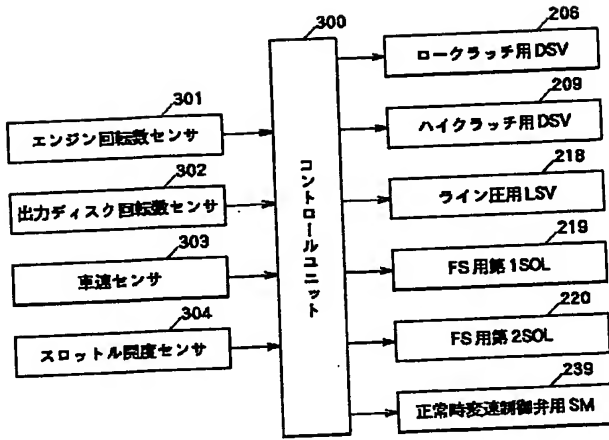 300
301
エンジン回転数センサ
302
出力ディスク回転数センサ
303
車速センサ
304
スロットル開度センサ
コントロールユニット
206
ロークラッチ用DSV
209
ハイクラッチ用DSV
218
ライン圧用LSV
219
FS用第1SOL
220
FS用第2SOL
239
正常時変速制御弁用SM